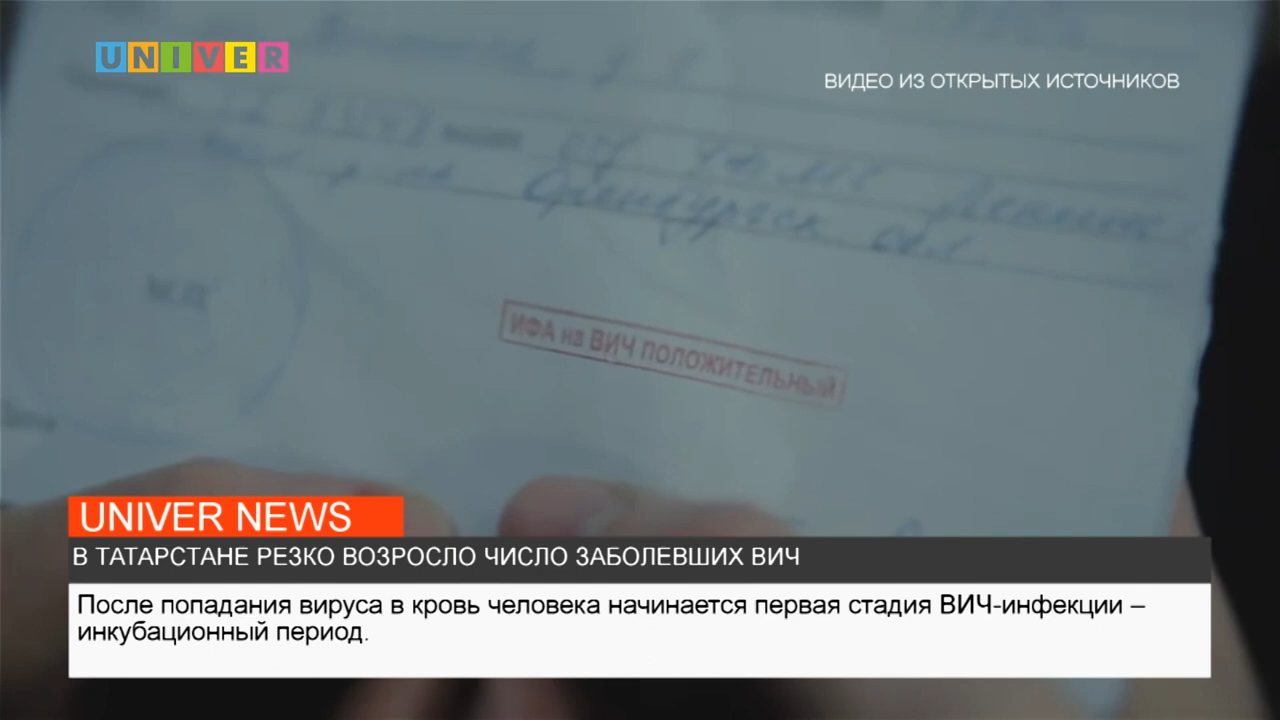 UNIVER
ВИДЕО ИЗ ОТКРЫТЫХ ИСТОЧНИКОВ
обл.
ИФА на ВИЧ ПОЛОЖИТЕЛЬНЫЙ
UNIVER NEWS
В ТАТАРСТАНЕ РЕЗКО ВОЗРОСЛО ЧИСЛО ЗАБОЛЕВШИХ ВИЧ
После попадания вируса в кровь человека начинается первая стадия ВИЧ-инфекции –
инкубационный период.